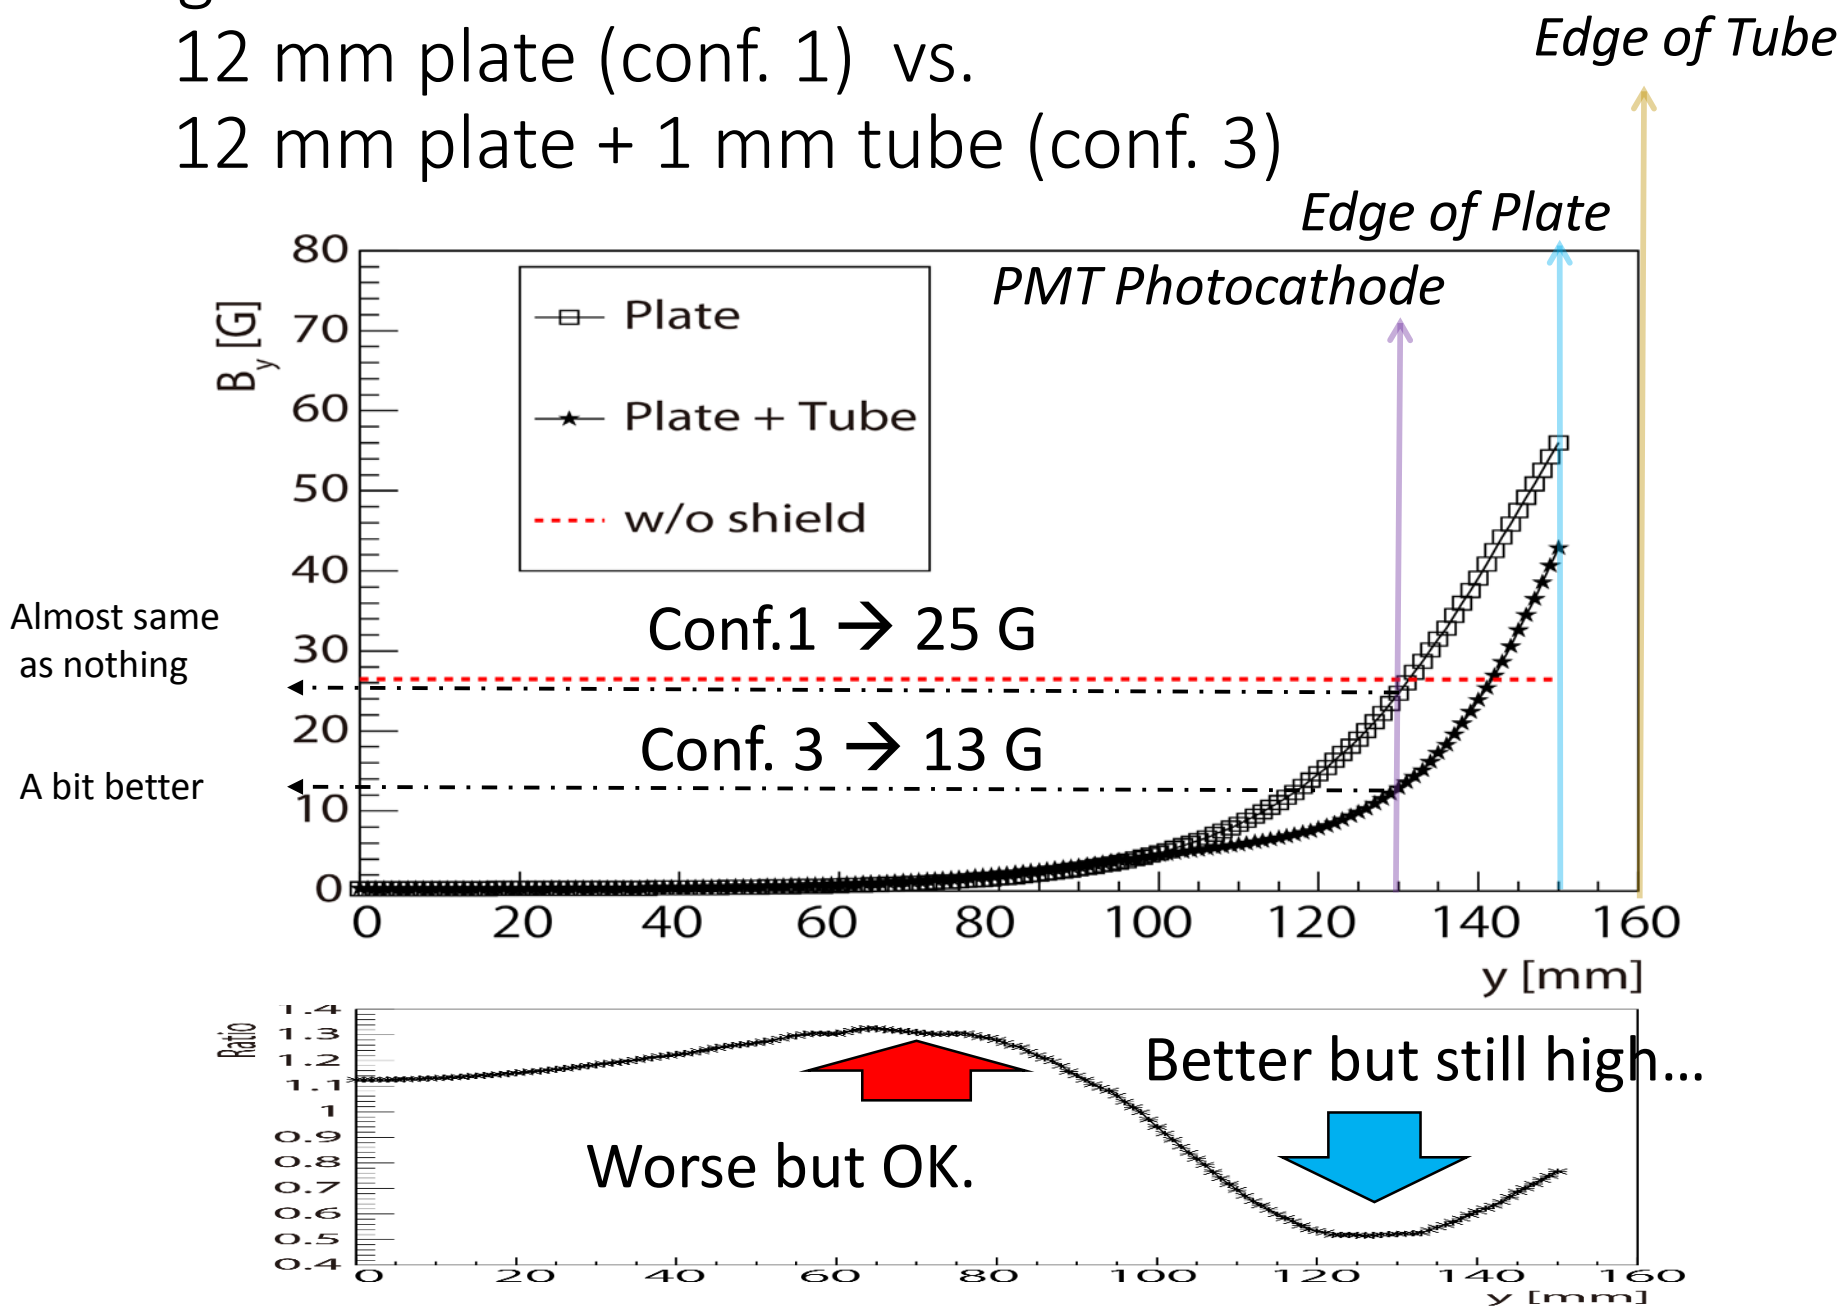 12 mm plate (conf. 1) vs.
12 mm plate + 1 mm tube (conf. 3)
Edge of Tube
Edge of Plate
PMT Photocathode
B_y [G]
80
70
60
50
40
30
20
10
0
Plate
Plate + Tube
w/o shield
Almost same
as nothing
A bit better
Conf.1 → 25 G
Conf. 3 → 13 G
0 20 40 60 80 100 120 140 160
y [mm]
Ratio
1.4
1.3
1.2
1.1
1
0.9
0.8
0.7
0.6
0.5
0.4
Better but still high...
Worse but OK.
0 20 40 60 80 100 120 140 160
y [mm]